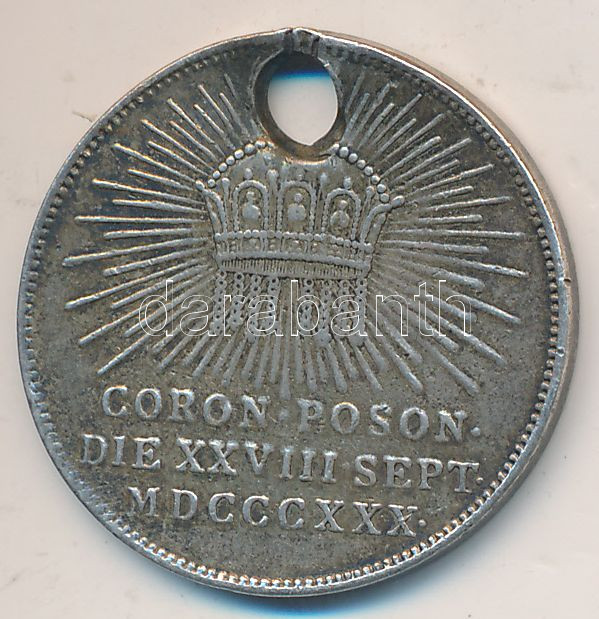 darabanth
CORON·POSON·
DIE XXVIII SEPT·
MDCCCXXX·